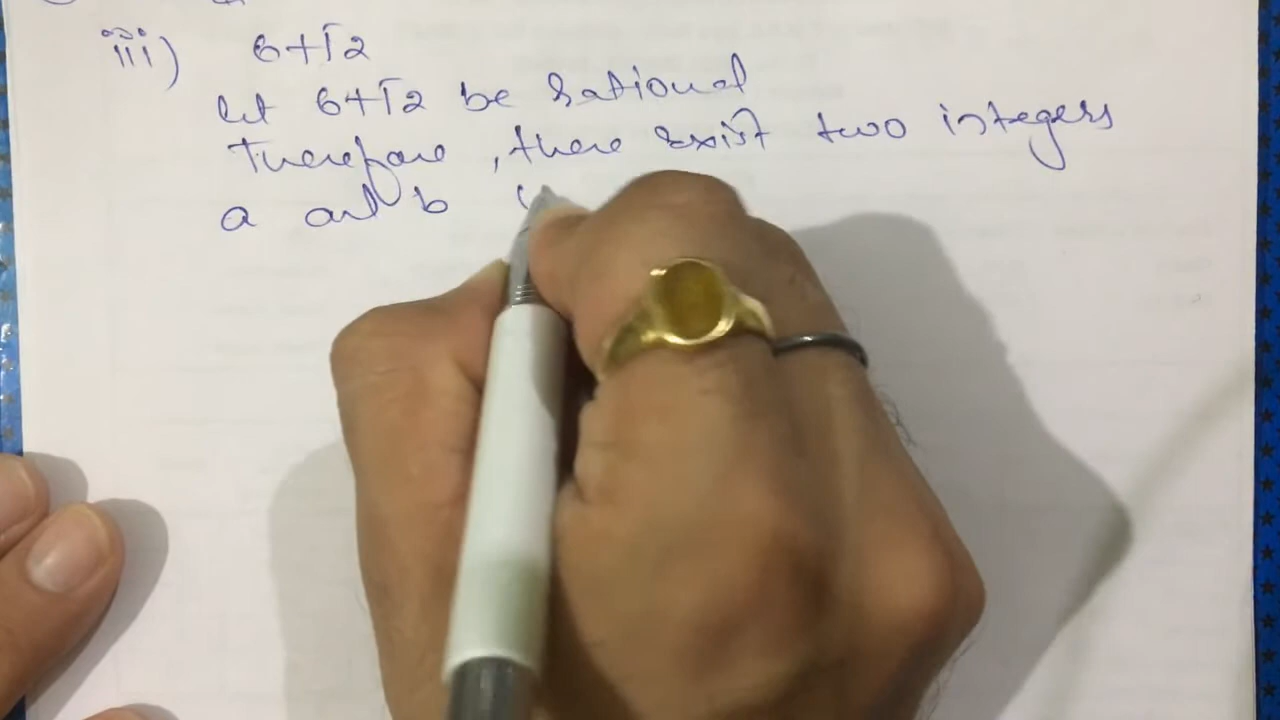 iii) 6+√2
let 6+√2 be rational
Therefore, there exist two integers
a and b